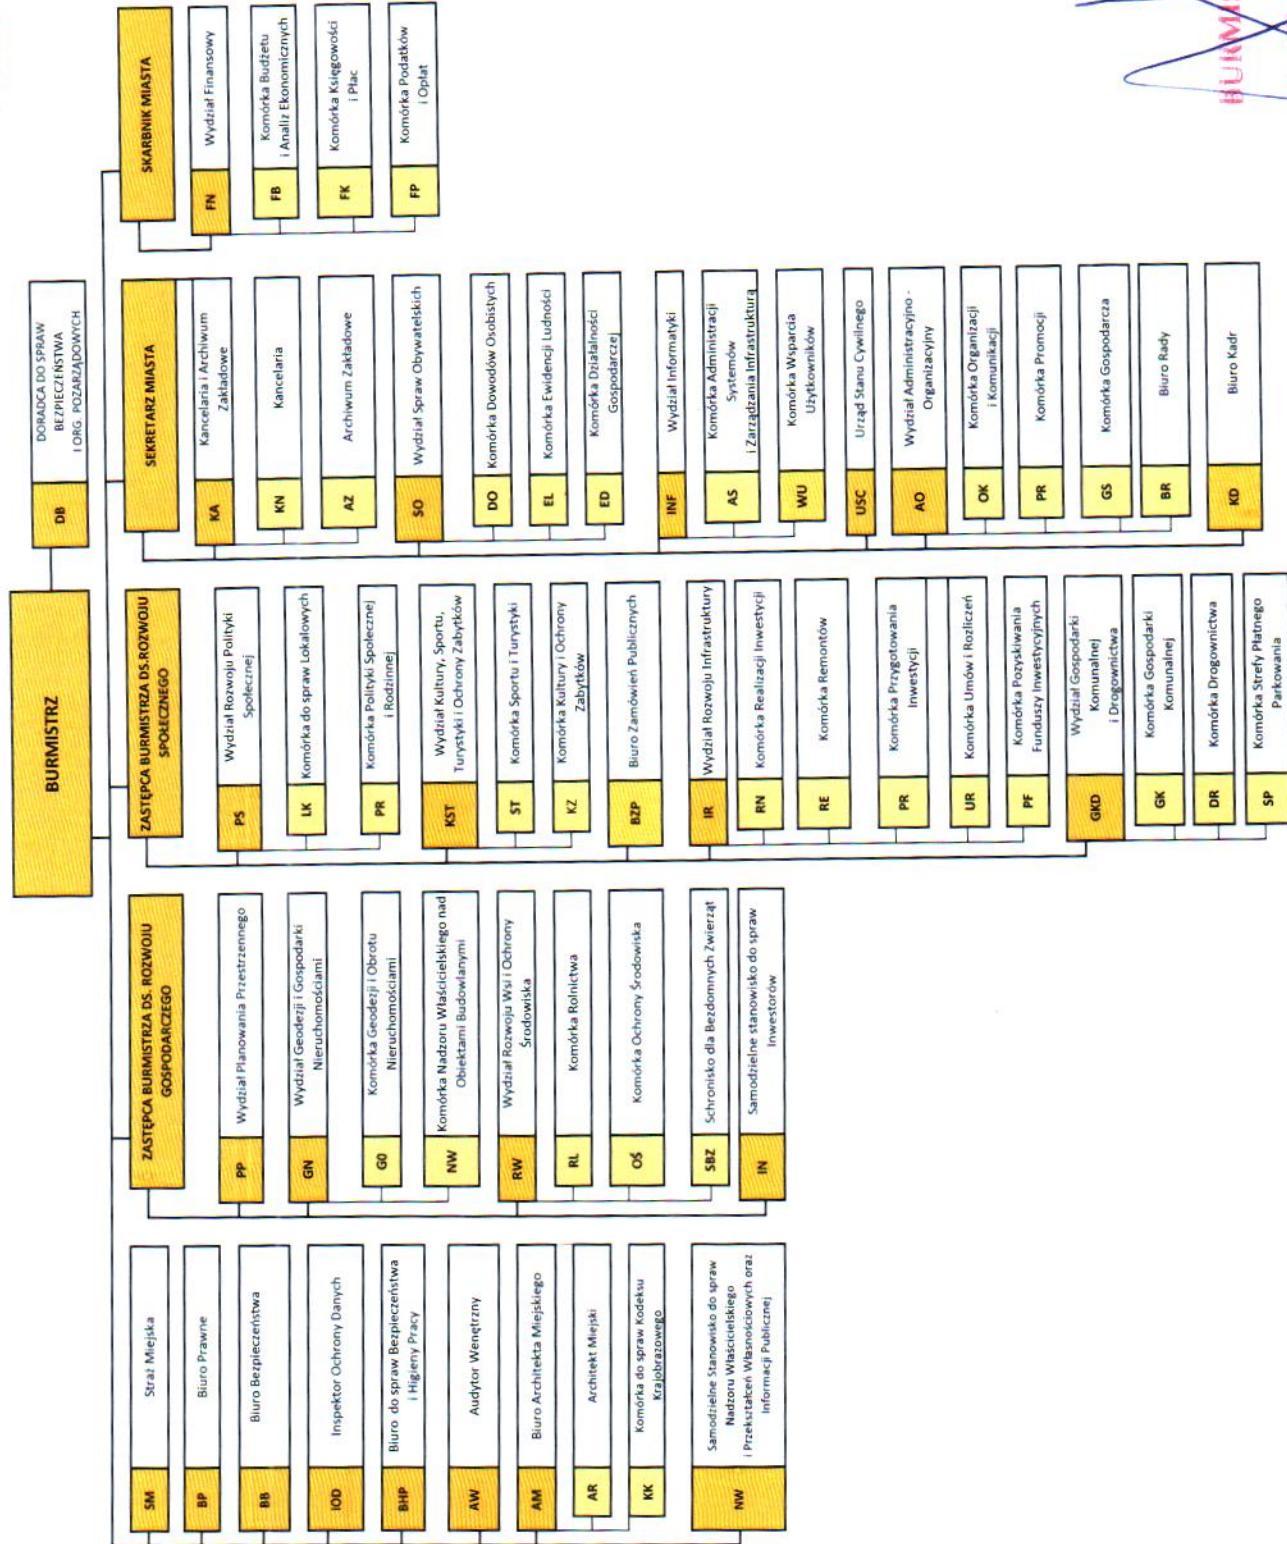 BURMISTRZ
DB
DORADCA DO SPRAW
BEZPIECZEŃSTWA
I ORG. POZARZĄDOWYCH
SM
Straż Miejska
BP
Biuro Prawne
BB
Biuro Bezpieczeństwa
IOD
Inspektor Ochrony Danych
BHP
Biuro do spraw Bezpieczeństwa
i Higieny Pracy
AW
Audytor Wenętrzny
AM
Biuro Architekta Miejskiego
AR
Architekt Miejski
KK
Komórka do spraw Kodeksu
Krajobrazowego
NW
Samodzielne Stanowisko do spraw
Nadzoru Właścicielskiego
i Przekształceń Własnościowych oraz
Informacji Publicznej
ZASTĘPCA BURMISTRZA DS. ROZWOJU
GOSPODARCZEGO
PP
Wydział Planowania Przestrzennego
GN
Wydział Geodezji i Gospodarki
Nieruchomościami
G0
Komórka Geodezji i Obrotu
Nieruchomościami
NW
Komórka Nadzoru Właścicielskiego nad
Obiektami Budowlanymi
RW
Wydział Rozwoju Wsi i Ochrony
Środowiska
RL
Komórka Rolnictwa
OŚ
Komórka Ochrony Środowiska
SBZ
Schronisko dla Bezdomnych Zwierząt
IN
Samodzielne stanowisko do spraw
Inwestorów
ZASTĘPCA BURMISTRZA DS.ROZWOJU
SPOŁECZNEGO
PS
Wydział Rozwoju Polityki
Społecznej
LK
Komórka do spraw Lokalowych
PR
Komórka Polityki Społecznej
i Rodzinnej
KST
Wydział Kultury, Sportu,
Turystyki i Ochrony Zabytków
ST
Komórka Sportu i Turystyki
KZ
Komórka Kultury i Ochrony
Zabytków
BZP
Biuro Zamówień Publicznych
IR
Wydział Rozwoju Infrastruktury
RN
Komórka Realizacji Inwestycji
RE
Komórka Remontów
PR
Komórka Przygotowania
Inwestycji
UR
Komórka Umów i Rozliczeń
PF
Komórka Pozyskiwania
Funduszy Inwestycyjnych
GKD
Wydział Gospodarki
Komunalnej
i Drogownictwa
GK
Komórka Gospodarki
Komunalnej
DR
Komórka Drogownictwa
SP
Komórka Strefy Płatnego
Parkowania
SEKRETARZ MIASTA
KA
Kancelaria i Archiwum
Zakładowe
KN
Kancelaria
AZ
Archiwum Zakładowe
SO
Wydział Spraw Obywatelskich
DO
Komórka Dowodów Osobistych
EL
Komórka Ewidencji Ludności
ED
Komórka Działalności
Gospodarczej
INF
Wydział Informatyki
AS
Komórka Administracji
Systemów
i Zarządzania Infrastrukturą
WU
Komórka Wsparcia
Użytkowników
USC
Urząd Stanu Cywilnego
AO
Wydział Administracyjno -
Organizacyjny
OK
Komórka Organizacji
i Komunikacji
PR
Komórka Promocji
GS
Komórka Gospodarcza
BR
Biuro Rady
KD
Biuro Kadr
SKARBNIK MIASTA
FN
Wydział Finansowy
FB
Komórka Budżetu
i Analiz Ekonomicznych
FK
Komórka Księgowości
i Płac
FP
Komórka Podatków
i Opłat